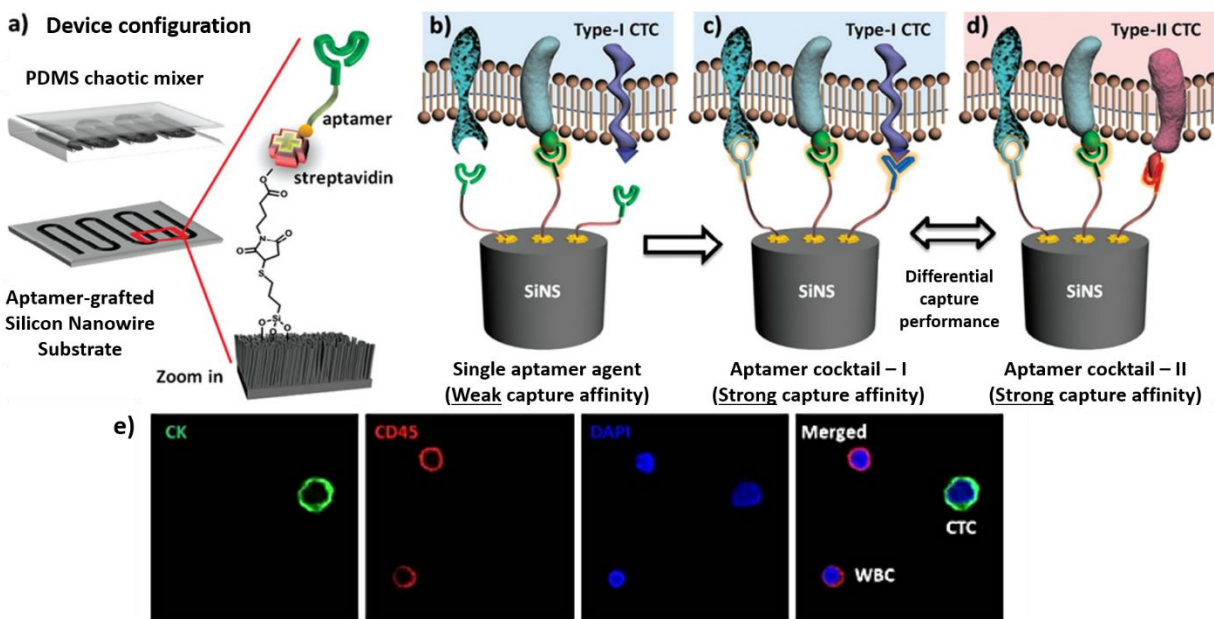 a) Device configuration
PDMS chaotic mixer
aptamer
streptavidin
O
O
O
N
O
S
Si
O
O
O
Aptamer-grafted
Silicon Nanowire
Substrate
Zoom in
b)
Type-I CTC
SiNS
Single aptamer agent
(Weak capture affinity)
c)
Type-I CTC
SiNS
Aptamer cocktail – I
(Strong capture affinity)
Differential
capture
performance
d)
Type-II CTC
SiNS
Aptamer cocktail – II
(Strong capture affinity)
e)
CK
CD45
DAPI
Merged
CTC
WBC